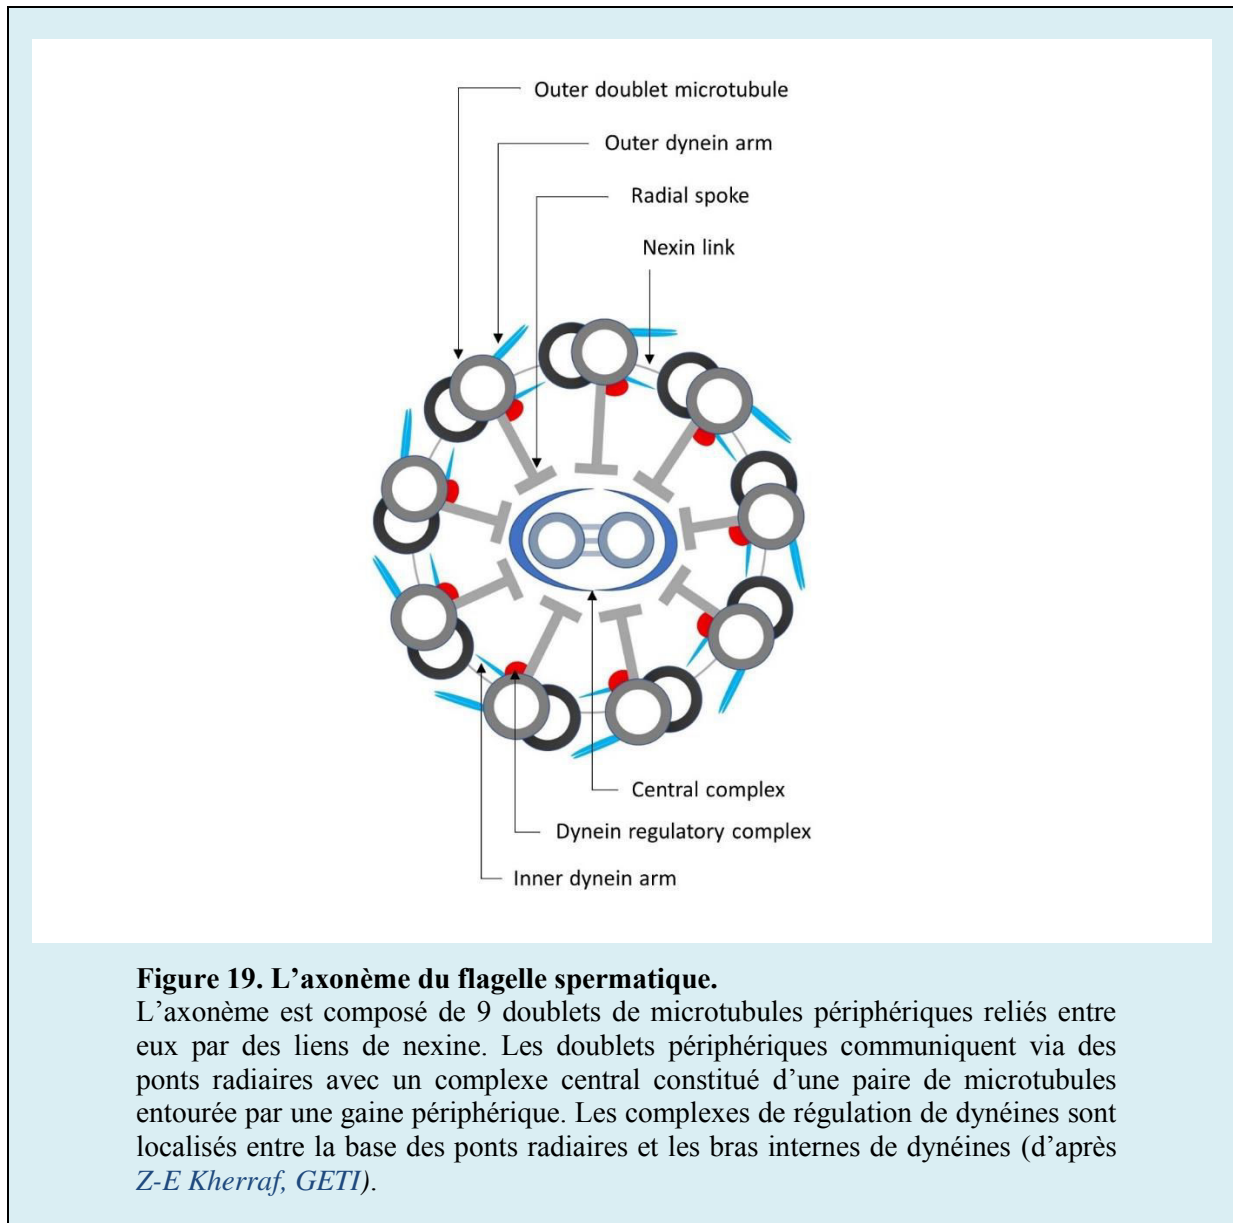 Outer doublet microtubule
Outer dynein arm
Radial spoke
Nexin link
Central complex
Dynein regulatory complex
Inner dynein arm
Figure 19. L’axonème du flagelle spermatique.
L’axonème est composé de 9 doublets de microtubules périphériques reliés entre
eux par des liens de nexine. Les doublets périphériques communiquent via des
ponts radiaires avec un complexe central constitué d’une paire de microtubules
entourée par une gaine périphérique. Les complexes de régulation de dynéines sont
localisés entre la base des ponts radiaires et les bras internes de dynéines (d’après
Z-E Kherraf, GETI).